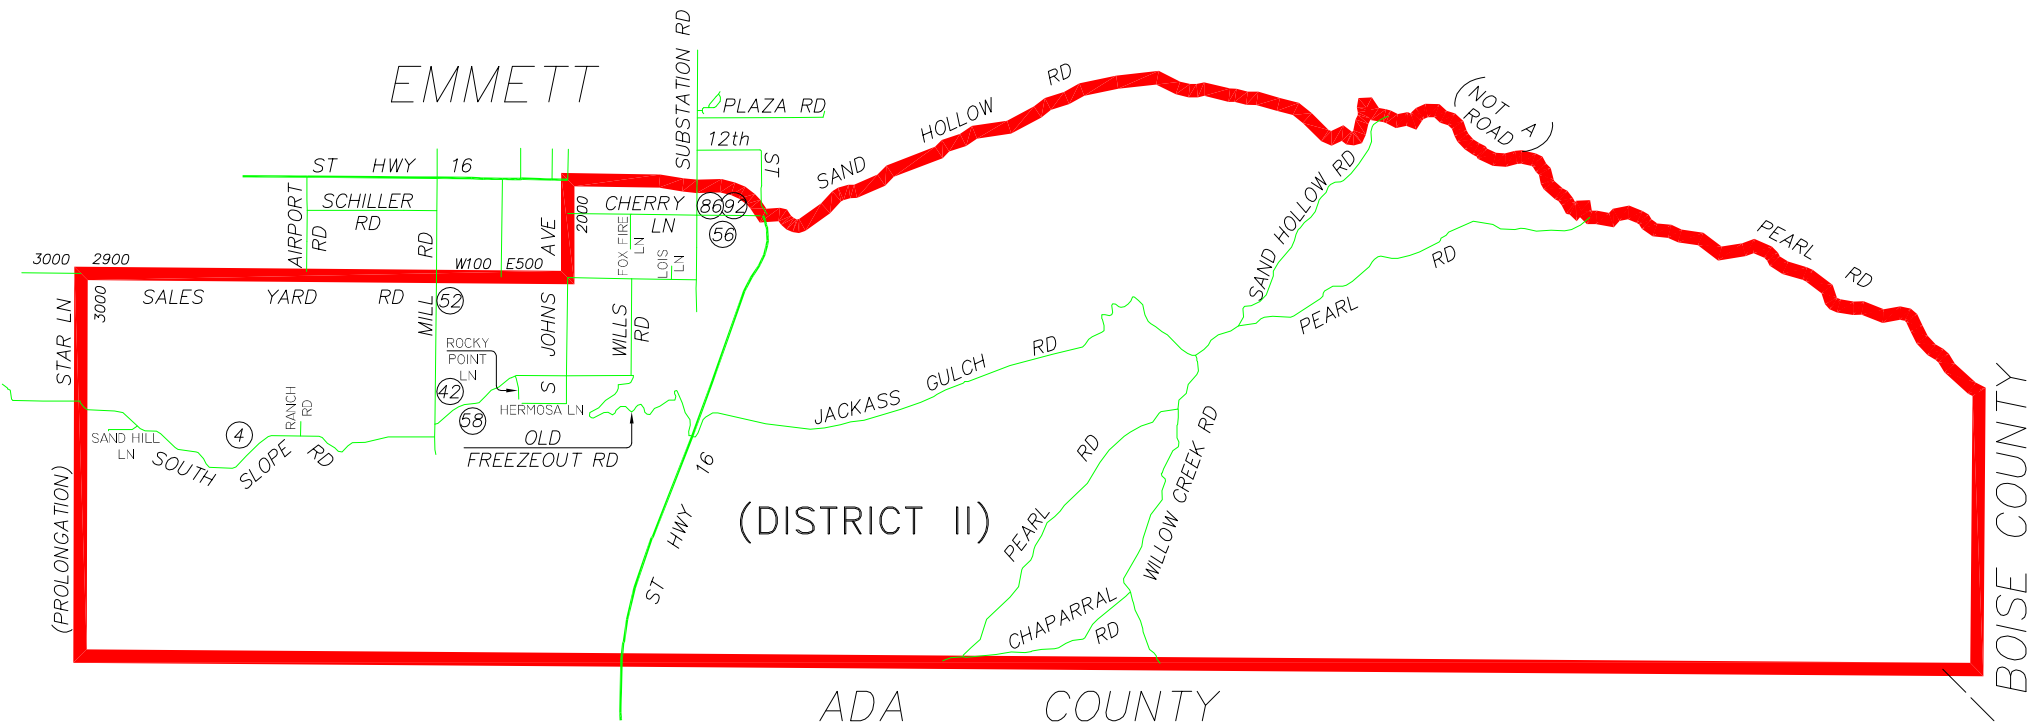 EMMETT
SUBSTATION RD
PLAZA RD
12th
ST
ST HWY 16
AIRPORT
RD
SCHILLER
RD
RD
AVE
2000
CHERRY
LN
FOX FIRE
LN
LOIS
LN
86
92
56
SAND HOLLOW RD
(NOT A
ROAD)
SAND HOLLOW RD
PEARL RD
PEARL RD
3000
2900
W100
E500
3000
SALES YARD RD
STAR LN
MILL
52
JOHNS
S
WILLS
RD
ROCKY
POINT
LN
42
58
HERMOSA LN
OLD
FREEZEOUT RD
RANCH
RD
4
SAND HILL
LN
SOUTH SLOPE RD
(PROLONGATION)
JACKASS GULCH RD
ST HWY 16
(DISTRICT II)
PEARL RD
WILLOW CREEK RD
CHAPARRAL
RD
ADA COUNTY
BOISE COUNTY